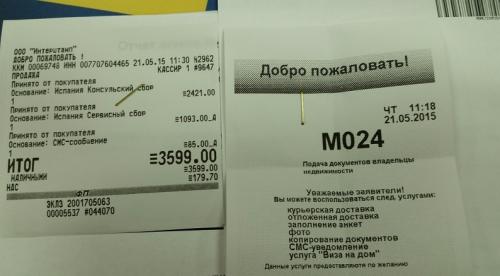 ООО "Интерштамп"
ДОБРО ПОЖАЛОВАТЬ !
ККМ 00069748 ИНН 007707604465 21.05.15 11:30 №2962
ПРОДАЖА КАССИР 1 #9647
Принято от покупателя
Основание: Испания Консульский сбор
1 ≡2421.00
Принято от покупателя
Основание: Испания Сервисный сбор
1 ≡1093.00_А
Принято от покупателя
Основание: СМС-сообщение
1 ≡85.00_А
ИТОГ ≡3599.00
НАЛИЧНЫМИ ≡3599.00
НДС ≡179.70
ФП
ЭКЛЗ 2001705063
00005537 #044070
Добро пожаловать!
ЧТ 11:18
21.05.2015
M024
Подача документов владельцы
недвижимости
Уважаемые заявители!
Вы можете воспользоваться след. услугами:
курьерская доставка
отложенная доставка
заполнение анкет
фото
копирование документов
СМС-уведомление
услуга "Виза на дом"
Данные услуги предоставляются по желанию